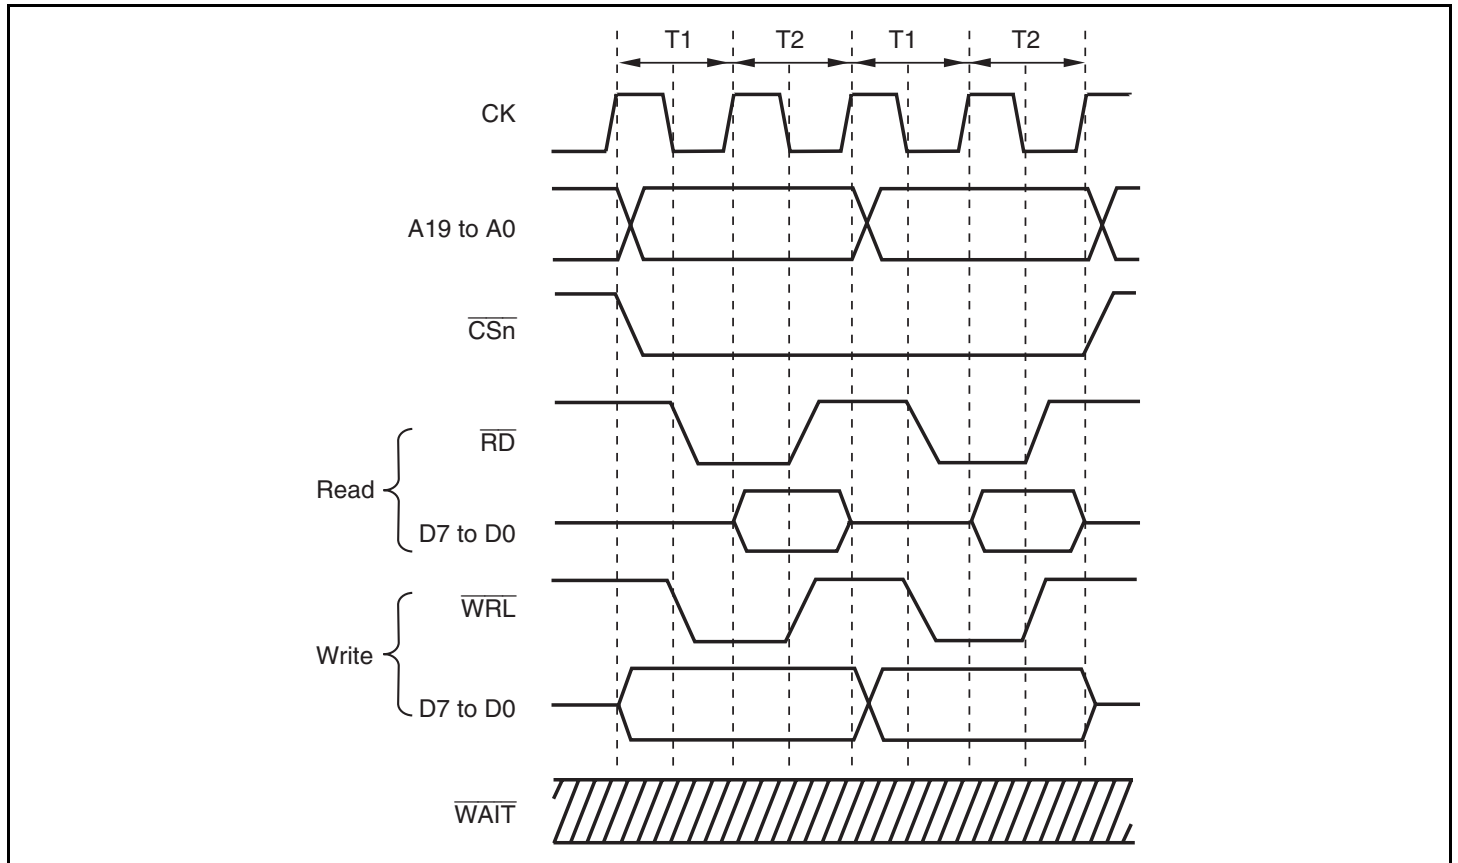 T1 T2 T1 T2
CK
A19 to A0
CSn
RD
Read
D7 to D0
WRL
Write
D7 to D0
WAIT